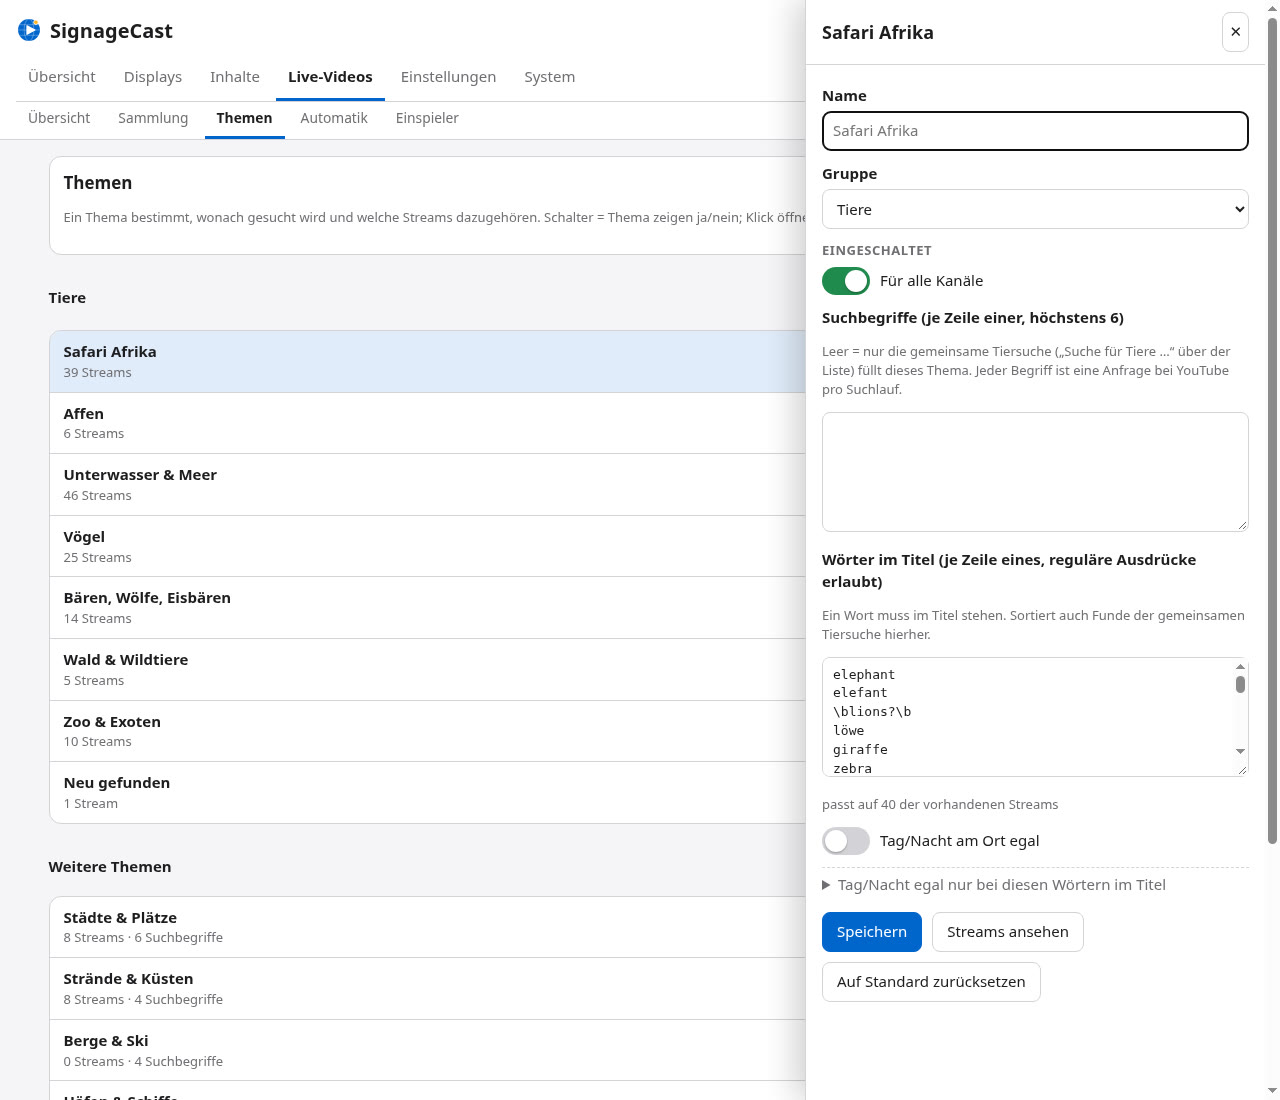 SignageCast
Übersicht Displays Inhalte Live-Videos Einstellungen System
Übersicht Sammlung Themen Automatik Einspieler
Themen
Ein Thema bestimmt, wonach gesucht wird und welche Streams dazugehören. Schalter = Thema zeigen ja/nein; Klick öffne
Tiere
Safari Afrika
39 Streams
Affen
6 Streams
Unterwasser & Meer
46 Streams
Vögel
25 Streams
Bären, Wölfe, Eisbären
14 Streams
Wald & Wildtiere
5 Streams
Zoo & Exoten
10 Streams
Neu gefunden
1 Stream
Weitere Themen
Städte & Plätze
8 Streams · 6 Suchbegriffe
Strände & Küsten
8 Streams · 4 Suchbegriffe
Berge & Ski
0 Streams · 4 Suchbegriffe
Häfen & Schiffe
Safari Afrika
×
Name
Safari Afrika
Gruppe
Tiere
EINGESCHALTET
Für alle Kanäle
Suchbegriffe (je Zeile einer, höchstens 6)
Leer = nur die gemeinsame Tiersuche („Suche für Tiere …“ über der
Liste) füllt dieses Thema. Jeder Begriff ist eine Anfrage bei YouTube
pro Suchlauf.
Wörter im Titel (je Zeile eines, reguläre Ausdrücke
erlaubt)
Ein Wort muss im Titel stehen. Sortiert auch Funde der gemeinsamen
Tiersuche hierher.
elephant
elefant
\blions?\b
löwe
giraffe
zebra
passt auf 40 der vorhandenen Streams
Tag/Nacht am Ort egal
Tag/Nacht egal nur bei diesen Wörtern im Titel
Speichern Streams ansehen
Auf Standard zurücksetzen